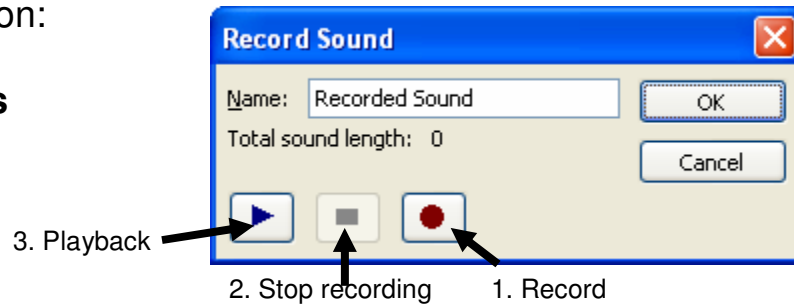 on:
Record Sound
s
Name: Recorded Sound
OK
Total sound length: 0
Cancel
3. Playback
2. Stop recording
1. Record